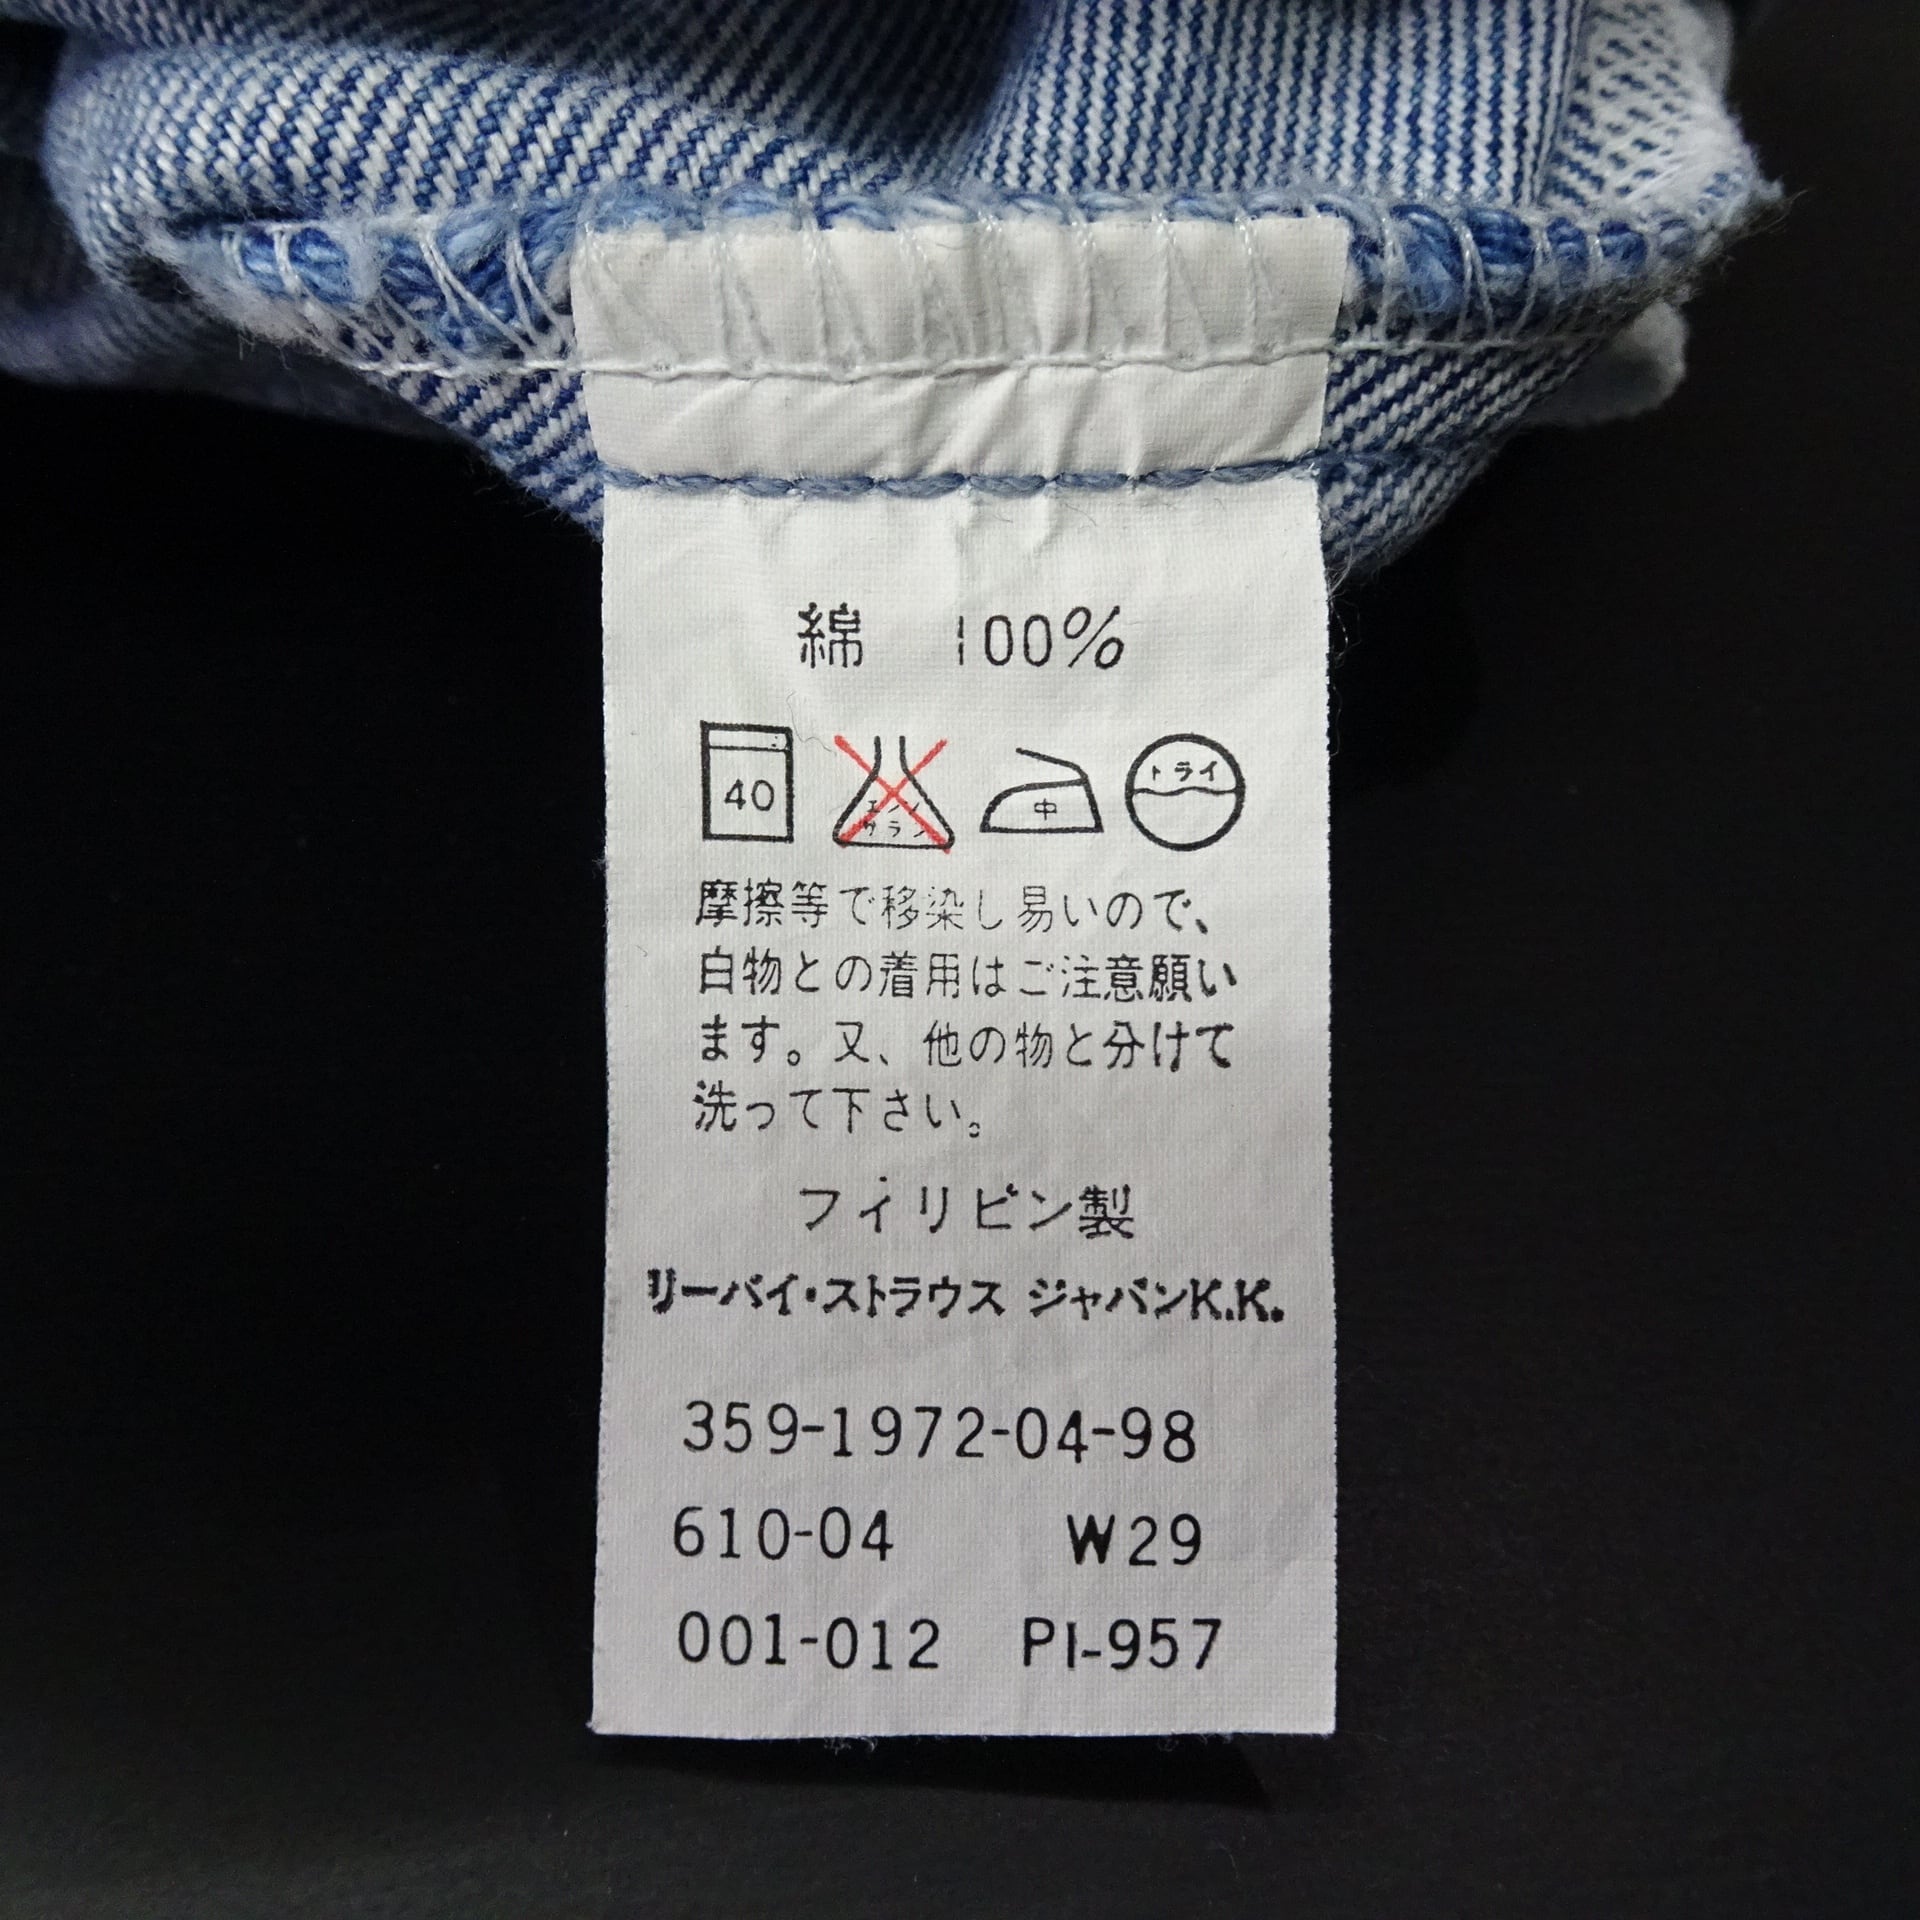 綿 100%
40 エンソ サラシ 中 ドライ
摩擦等で移染し易いので、
白物との着用はご注意願い
ます。又、他の物と分けて
洗って下さい。
フィリピン製
リーバイ・ストラウス ジャパンK.K.
359-1972-04-98
610-04 W29
001-012 PI-957